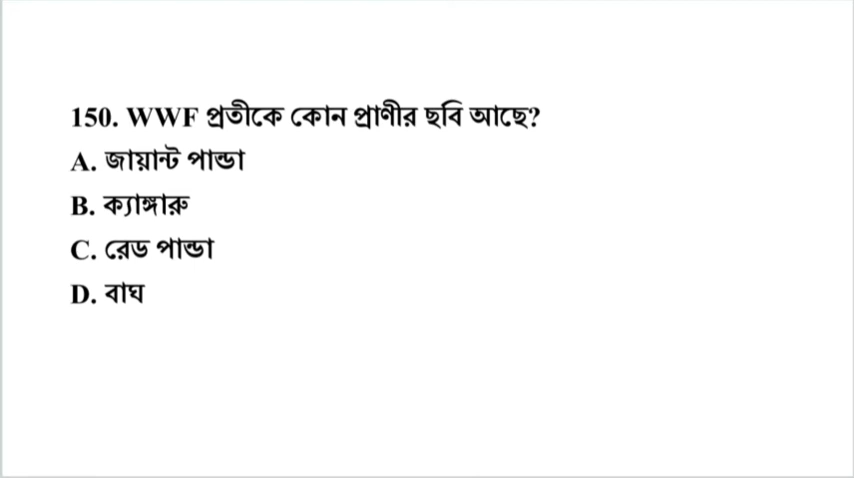 150. WWF প্রতীকে কোন প্রাণীর ছবি আছে?
A. জায়ান্ট পান্ডা
B. ক্যাঙ্গারু
C. রেড পান্ডা
D. বাঘ